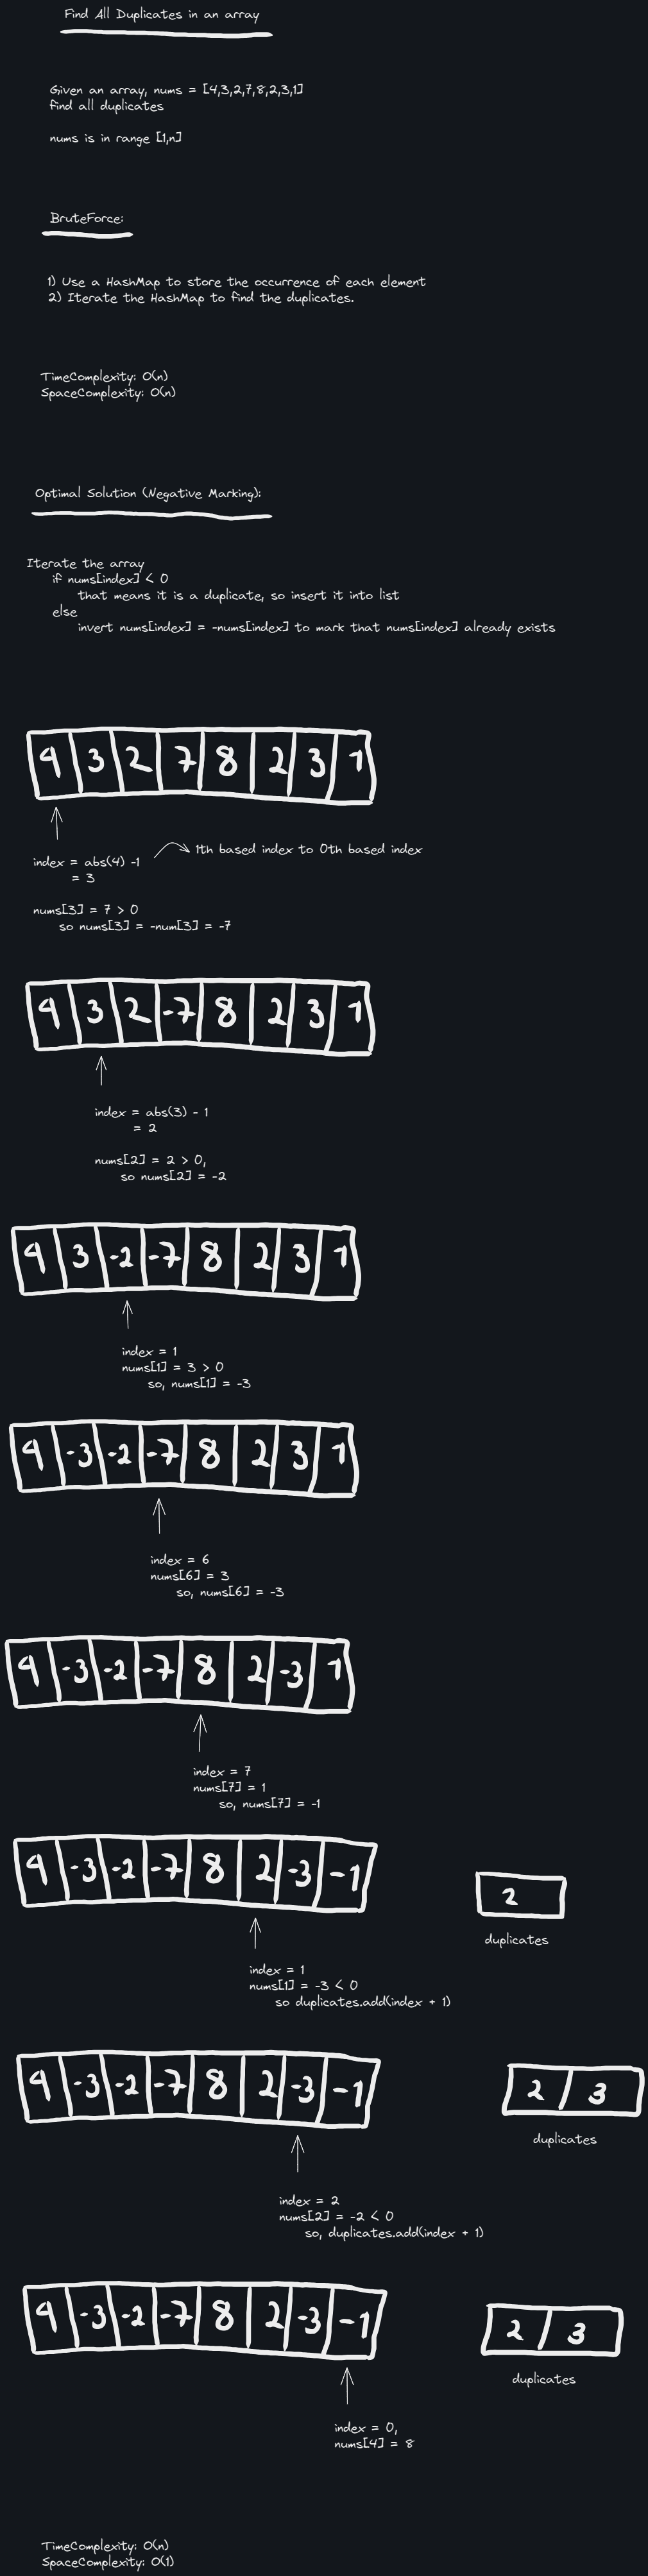 Find All Duplicates in an array
Given an array, nums = [4,3,2,7,8,2,3,1]
find all duplicates
nums is in range [1,n]
BruteForce:
1) Use a HashMap to store the occurrence of each element
2) Iterate the HashMap to find the duplicates.
TimeComplexity: O(n)
SpaceComplexity: O(n)
Optimal Solution (Negative Marking):
Iterate the array
if nums[index] < 0
that means it is a duplicate, so insert it into list
else
invert nums[index] = -nums[index] to mark that nums[index] already exists
4 3 2 7 8 2 3 1
1th based index to 0th based index
index = abs(4) -1
= 3
nums[3] = 7 > 0
so nums[3] = -num[3] = -7
4 3 2 -7 8 2 3 1
index = abs(3) - 1
= 2
nums[2] = 2 > 0,
so nums[2] = -2
4 3 -2 -7 8 2 3 1
index = 1
nums[1] = 3 > 0
so, nums[1] = -3
4 -3 -2 -7 8 2 3 1
index = 6
nums[6] = 3
so, nums[6] = -3
4 -3 -2 -7 8 2 -3 1
index = 7
nums[7] = 1
so, nums[7] = -1
4 -3 -2 -7 8 2 -3 -1
2
duplicates
index = 1
nums[1] = -3 < 0
so duplicates.add(index + 1)
4 -3 -2 -7 8 2 -3 -1
2 3
duplicates
index = 2
nums[2] = -2 < 0
so, duplicates.add(index + 1)
4 -3 -2 -7 8 2 -3 -1
2 3
duplicates
index = 0,
nums[4] = 8
TimeComplexity: O(n)
SpaceComplexity: O(1)